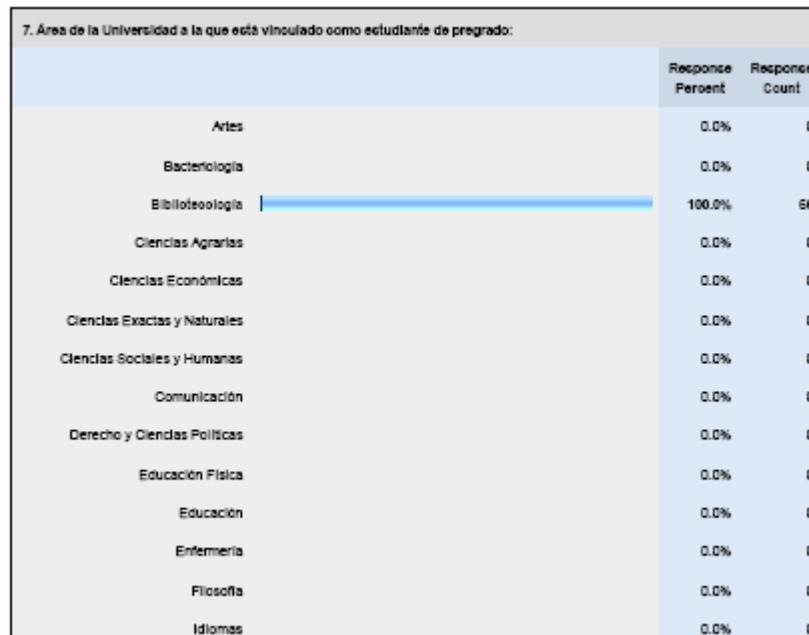 7. Área de la Universidad a la que está vinculado como estudiante de pregrado:
Response Percent Response Count
Artes 0.0%
Bacteriología 0.0%
Bibliotecología 100.0%
Ciencias Agrarias 0.0%
Ciencias Económicas 0.0%
Ciencias Exactas y Naturales 0.0%
Ciencias Sociales y Humanas 0.0%
Comunicación 0.0%
Derecho y Ciencias Políticas 0.0%
Educación Física 0.0%
Educación 0.0%
Enfermería 0.0%
Filosofía 0.0%
Idiomas 0.0%